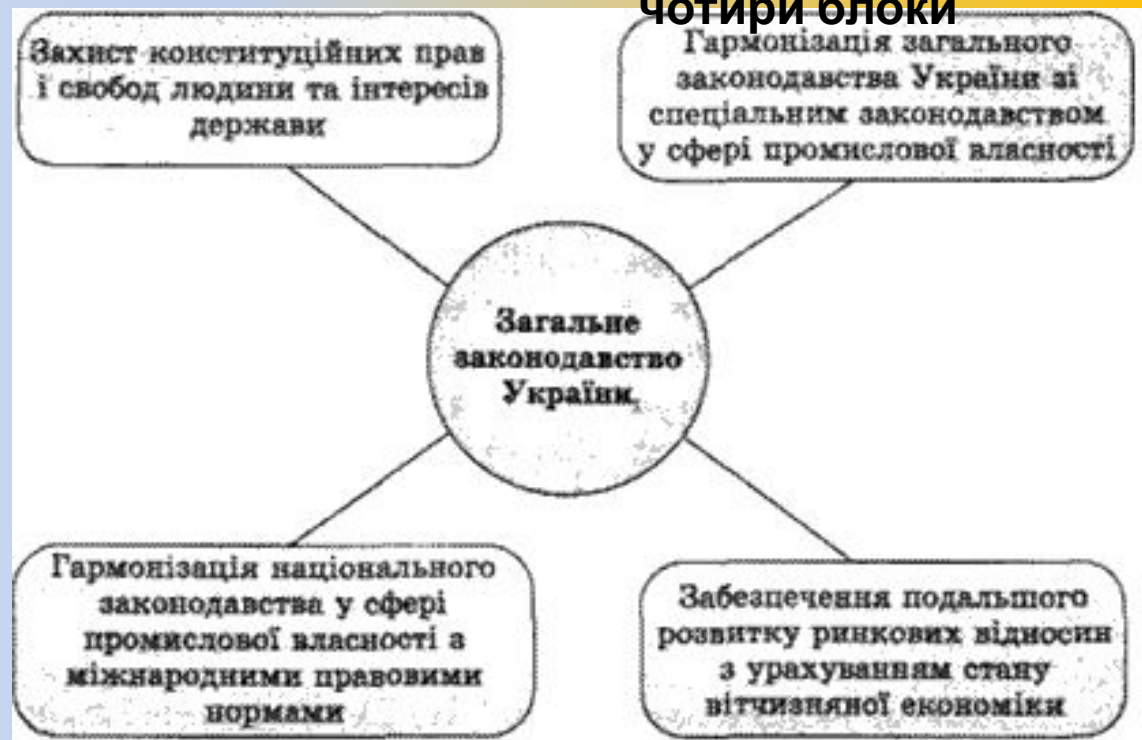 чотири блоки
Захист конституційних прав
і свобод людини та інтересів
держави
Гармонізація загального
законодавства України зі
спеціальним законодавством
у сфері промислової власності
Загальне
законодавство
України
Гармонізація національного
законодавства у сфері
промислової власності з
міжнародними правовими
нормами
Забезпечення подальшого
розвитку ринкових відносин
з урахуванням стану
вітчизняної економіки